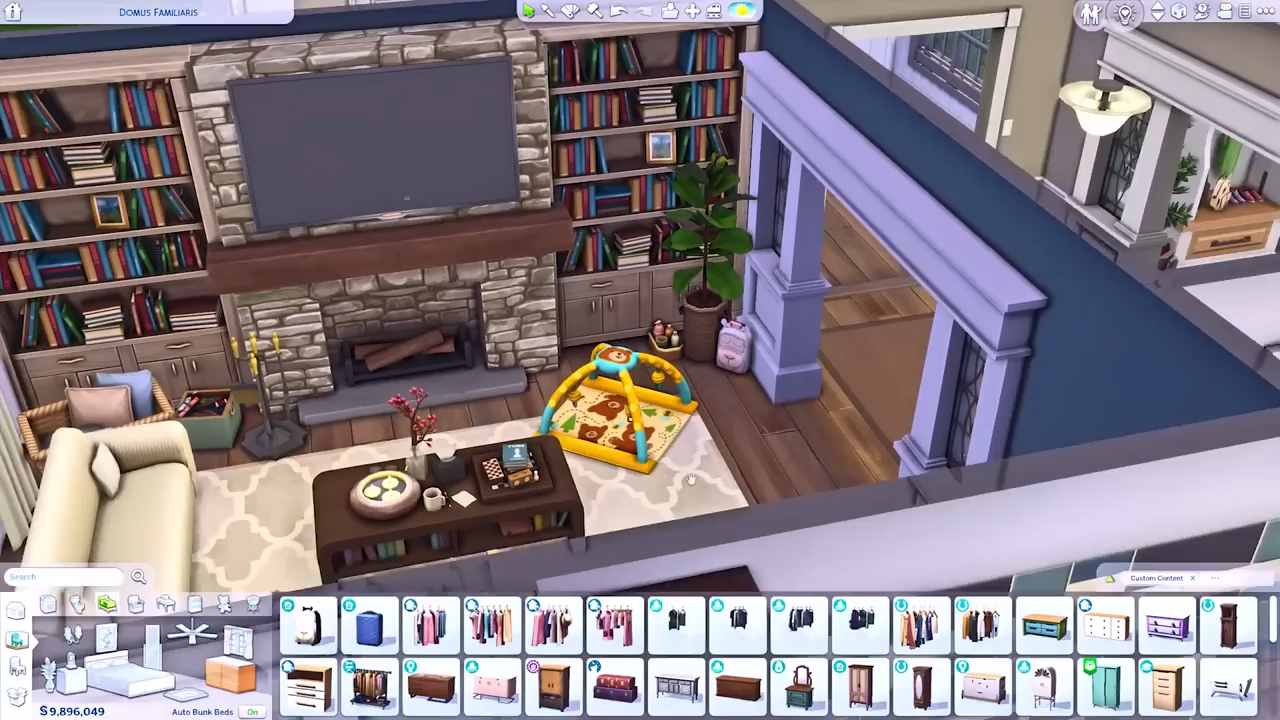 DOMUS FAMILIARIS
Search
Custom Content
$9,896,049
Auto Bunk Beds
On